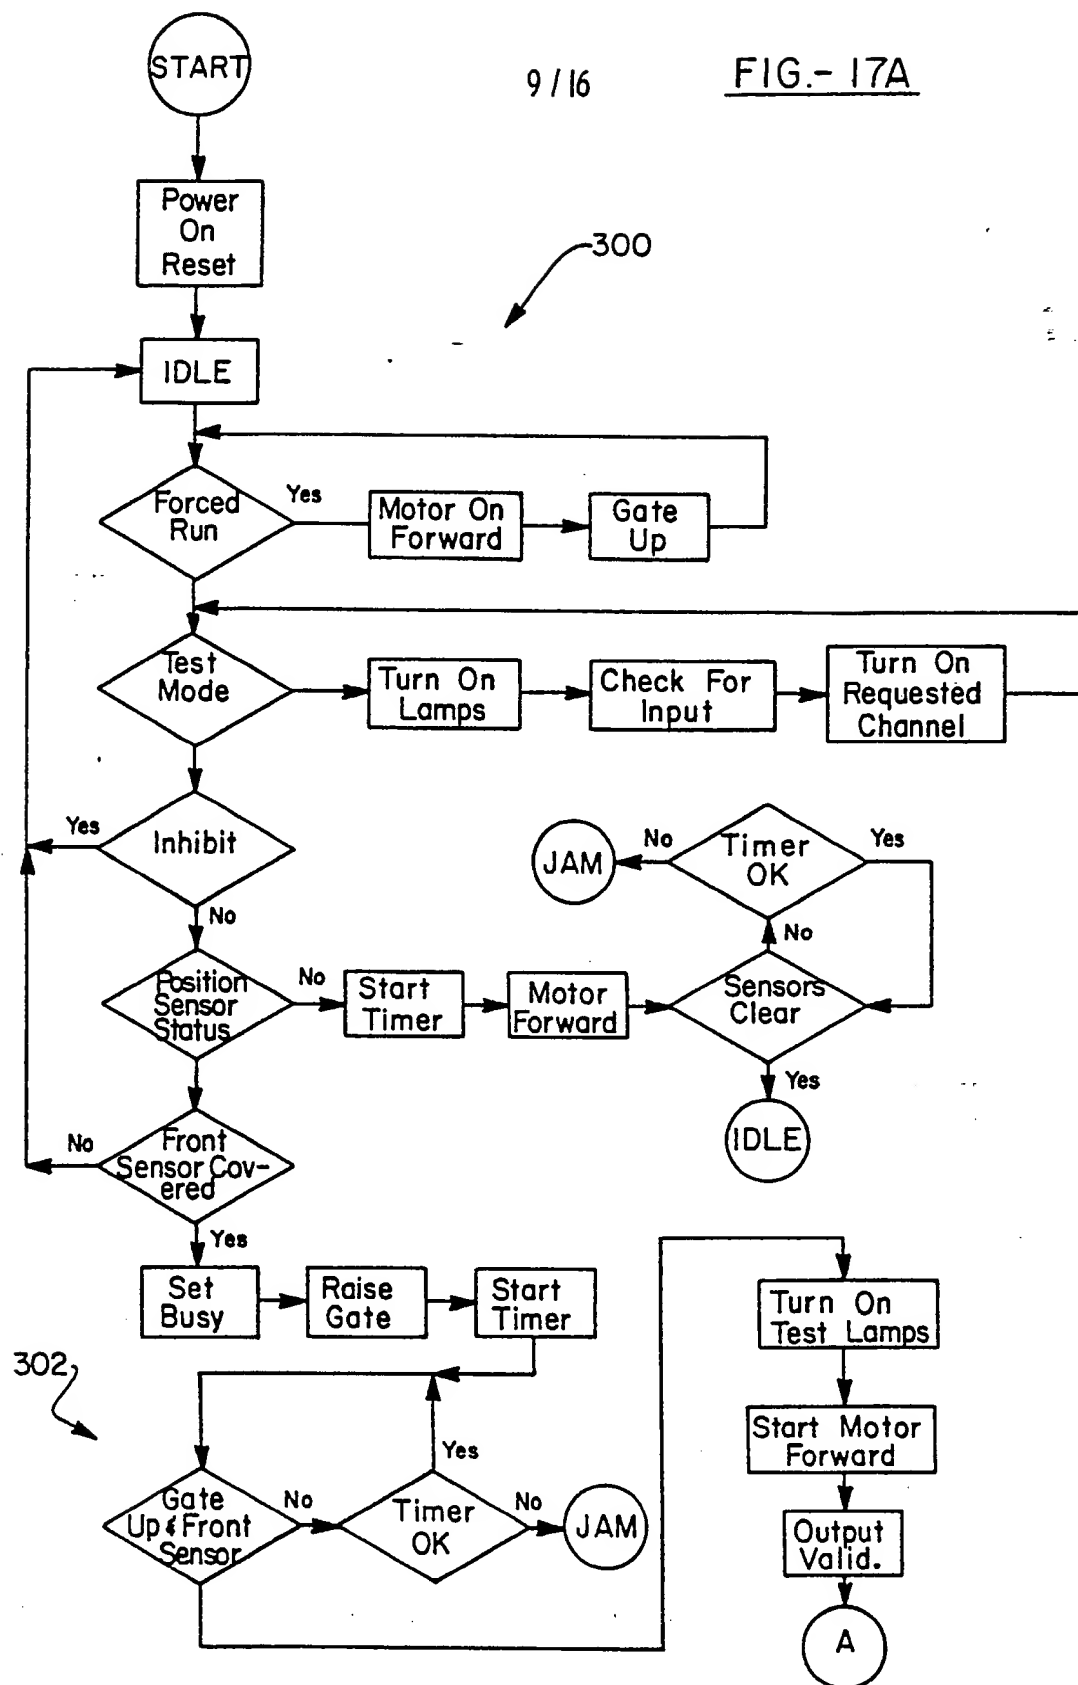 START
9/16
FIG.-17A
Power
On
Reset
300
IDLE
Forced
Run
Yes
Motor On
Forward
Gate
Up
Test
Mode
Turn On
Lamps
Check For
Input
Turn On
Requested
Channel
Yes
Inhibit
No
JAM
No
Timer
OK
Yes
No
Position
Sensor
Status
No
Start
Timer
Motor
Forward
Sensors
Clear
Yes
IDLE
No
Front
Sensor Cov-
ered
Yes
Set
Busy
Raise
Gate
Start
Timer
302
Yes
Gate
Up & Front
Sensor
No
Timer
OK
No
JAM
Turn On
Test Lamps
Start Motor
Forward
Output
Valid.
A